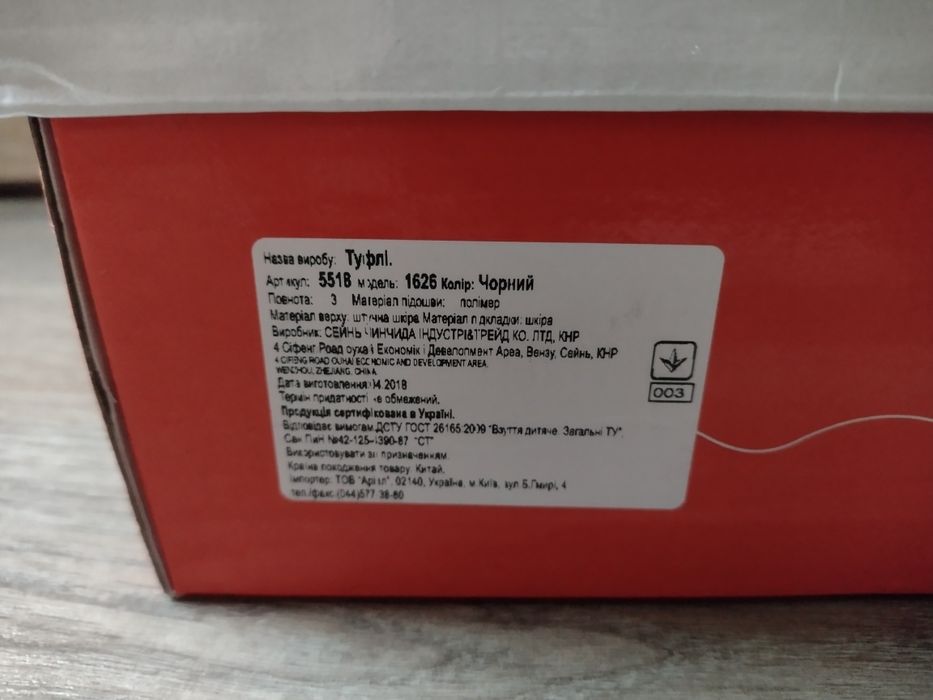 Назва виробу: Туфлі.
Артикул: 5518 модель: 1626 Колір: Чорний
Повнота: 3 Матеріал підошви: полімер
Матеріал верху: штучна шкіра Матеріал підкладки: шкіра
Виробник: СЕЙНЬ ЧИНЧИДА ІНДУСТРІ&ТРЕЙД КО. ЛТД, КНР
4 Сіфенг Роад оухай Економік і Девелопмент Ареа, Вензу, Сейнь, КНР
4 CIFENG ROAD OUHAI ECONOMIC AND DEVELOPMENT AREA,
WENZHOU, ZHEJIANG, CHINA
Дата виготовлення: 04.2018
Термін придатності не обмежений.
Продукція сертифікована в Україні.
Відповідає вимогам ДСТУ ГОСТ 26165:2009 "Взуття дитяче. Загальні ТУ".
Сан Пин №42-125-4390-87 "СТ"
Використовувати за призначенням.
Країна походження товару: Китай.
Імпортер: ТОВ "Аріал", 02140, Україна, м.Київ, вул Б.Гмирі, 4
тел./факс (044)577 38-80
003